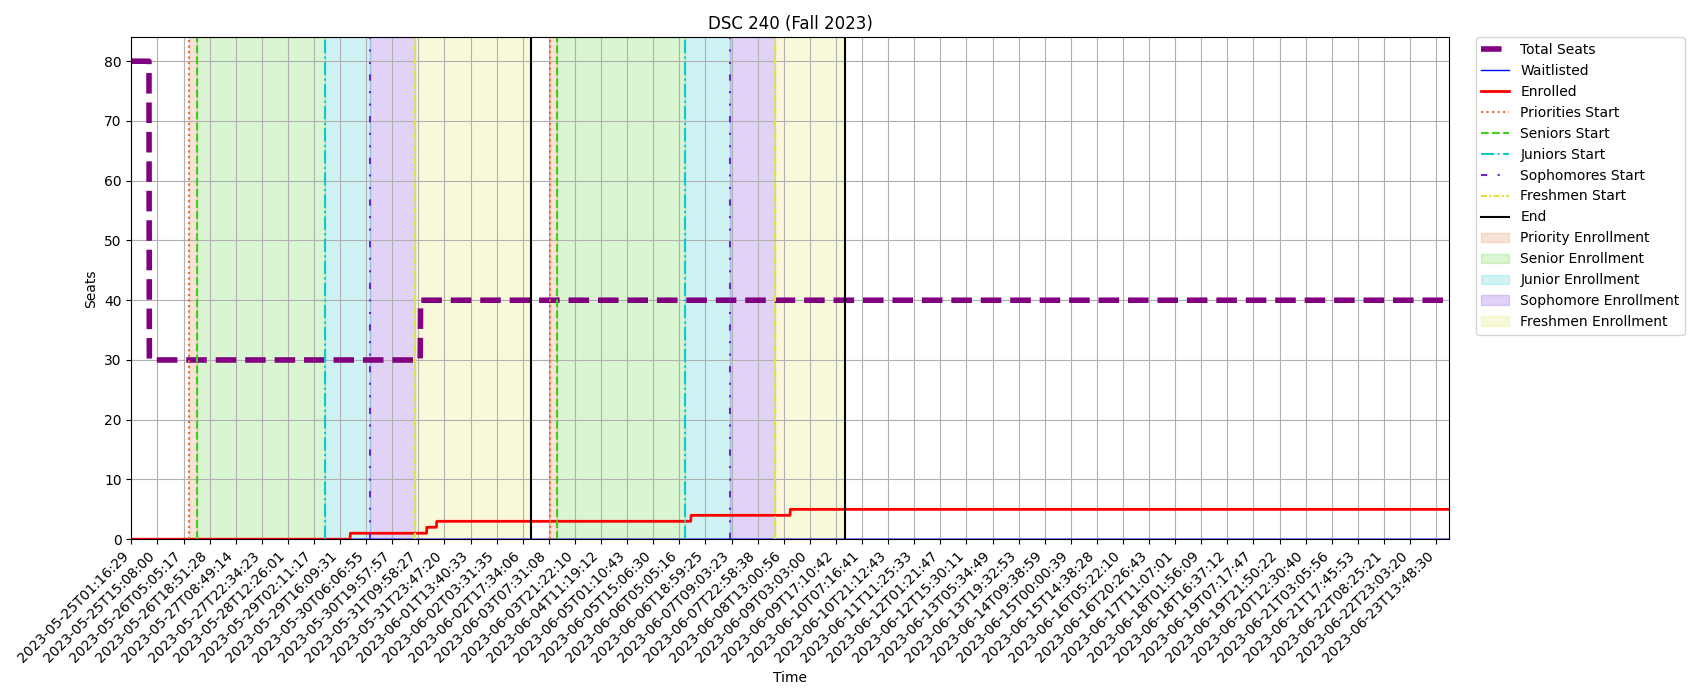 DSC 240 (Fall 2023)
Seats
80
70
60
50
40
30
20
10
0
2023-05-25T01:16:29
2023-05-25T15:08:00
2023-05-26T05:05:17
2023-05-26T18:51:28
2023-05-27T08:49:14
2023-05-27T22:34:23
2023-05-28T12:26:01
2023-05-29T02:11:17
2023-05-29T16:09:31
2023-05-30T06:06:55
2023-05-30T19:57:57
2023-05-31T09:58:27
2023-05-31T23:47:20
2023-06-01T13:40:33
2023-06-02T03:31:35
2023-06-02T17:34:06
2023-06-03T07:31:08
2023-06-03T21:22:10
2023-06-04T11:19:12
2023-06-05T01:10:43
2023-06-05T15:06:30
2023-06-06T05:05:16
2023-06-06T18:59:25
2023-06-07T09:03:23
2023-06-07T22:58:38
2023-06-08T13:00:56
2023-06-09T03:03:00
2023-06-09T17:10:42
2023-06-10T07:16:41
2023-06-10T21:12:43
2023-06-11T11:25:33
2023-06-12T01:21:47
2023-06-12T15:30:11
2023-06-13T05:34:49
2023-06-13T19:32:53
2023-06-14T09:38:59
2023-06-15T00:00:39
2023-06-15T14:38:28
2023-06-16T05:22:10
2023-06-16T20:26:43
2023-06-17T11:07:01
2023-06-18T01:56:09
2023-06-18T16:37:12
2023-06-19T07:17:47
2023-06-19T21:50:22
2023-06-20T12:30:40
2023-06-21T03:05:56
2023-06-21T17:45:53
2023-06-22T08:25:21
2023-06-22T23:03:20
2023-06-23T13:48:30
Time
Total Seats
Waitlisted
Enrolled
Priorities Start
Seniors Start
Juniors Start
Sophomores Start
Freshmen Start
End
Priority Enrollment
Senior Enrollment
Junior Enrollment
Sophomore Enrollment
Freshmen Enrollment